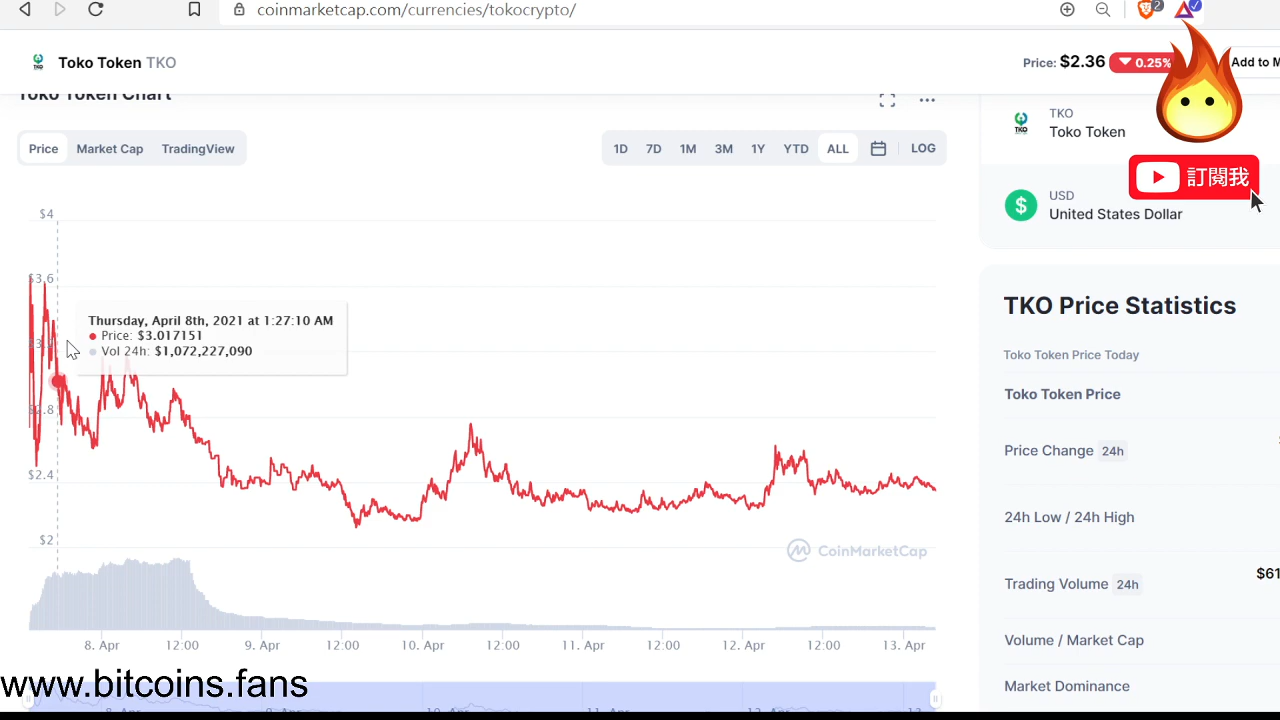 coinmarketcap.com/currencies/tokocrypto/
2
Toko Token TKO
Price: $2.36
0.25%
Add to M
Toko Token Chart
Price Market Cap TradingView
1D 7D 1M 3M 1Y YTD ALL LOG
TKO
TKO
Toko Token
訂閱我
$
USD
United States Dollar
$4
$3.6
Thursday, April 8th, 2021 at 1:27:10 AM
Price: $3.017151
Vol 24h: $1,072,227,090
$2.4
$2
CoinMarketCap
8. Apr 12:00 9. Apr 12:00 10. Apr 12:00 11. Apr 12:00 12. Apr 12:00 13. Apr
TKO Price Statistics
Toko Token Price Today
Toko Token Price
Price Change 24h
24h Low / 24h High
Trading Volume 24h
$61
Volume / Market Cap
Market Dominance
www.bitcoins.fans